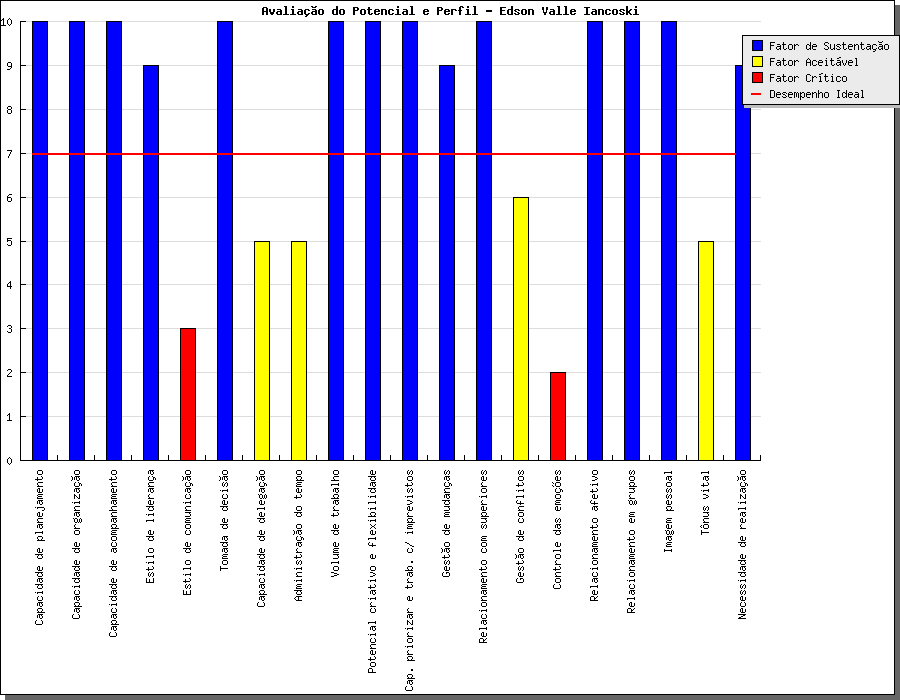 Avaliação do Potencial e Perfil - Edson Valle Iancoski
10
9
8
7
6
5
4
3
2
1
0
Fator de Sustentação
Fator Aceitável
Fator Crítico
Desempenho Ideal
Capacidade de planejamento
Capacidade de organização
Capacidade de acompanhamento
Estilo de liderança
Estilo de comunicação
Tomada de decisão
Capacidade de delegação
Administração do tempo
Volume de trabalho
Potencial criativo e flexibilidade
Cap. priorizar e trab. c/ imprevistos
Gestão de mudanças
Relacionamento com superiores
Gestão de conflitos
Controle das emoções
Relacionamento afetivo
Relacionamento em grupos
Imagem pessoal
Tônus vital
Necessidade de realização